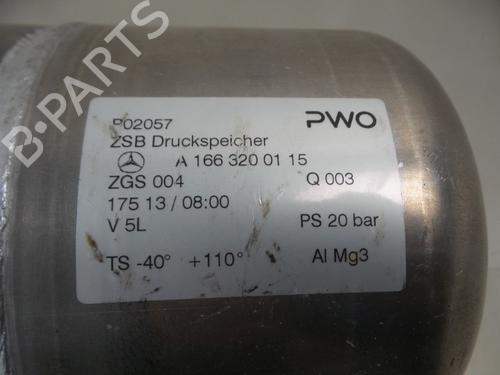 B-PARTS
P02057
PWO
ZSB Druckspeicher
A 166 320 01 15
ZGS 004 Q 003
175 13 / 08:00
V 5L PS 20 bar
TS -40° +110° Al Mg3